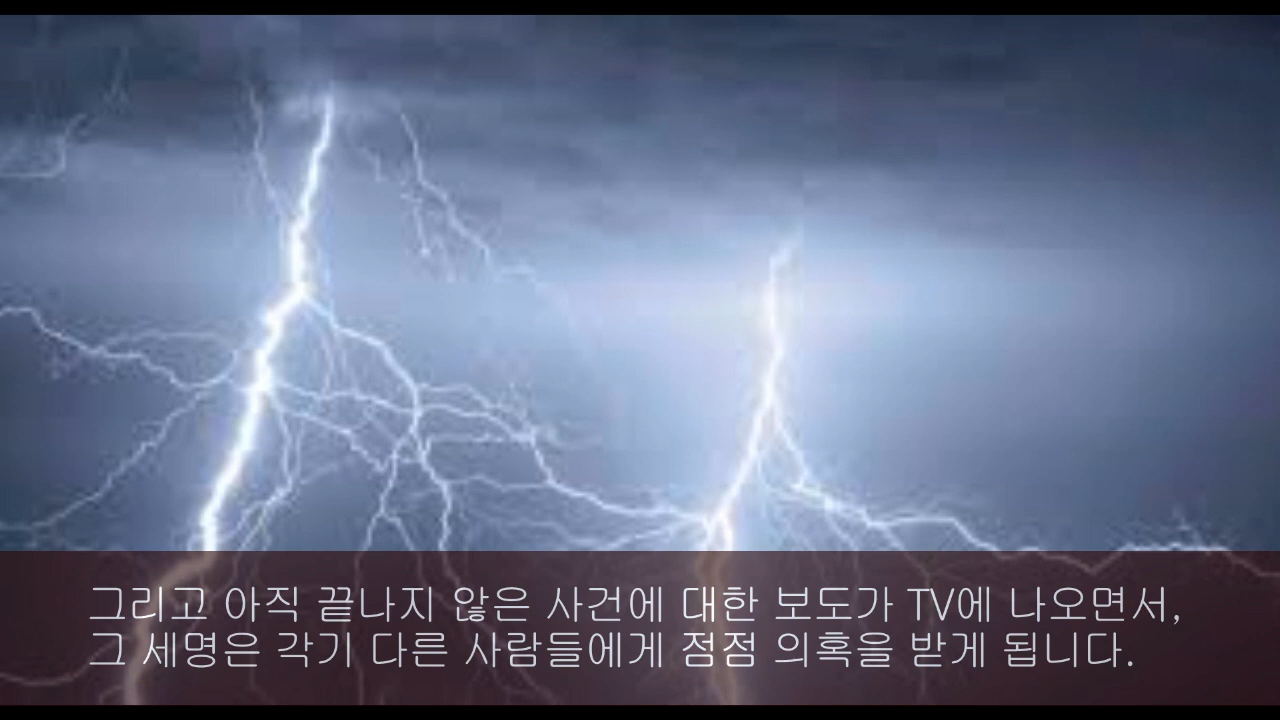 그리고 아직 끝나지 않은 사건에 대한 보도가 TV에 나오면서,
그 세명은 각기 다른 사람들에게 점점 의혹을 받게 됩니다.